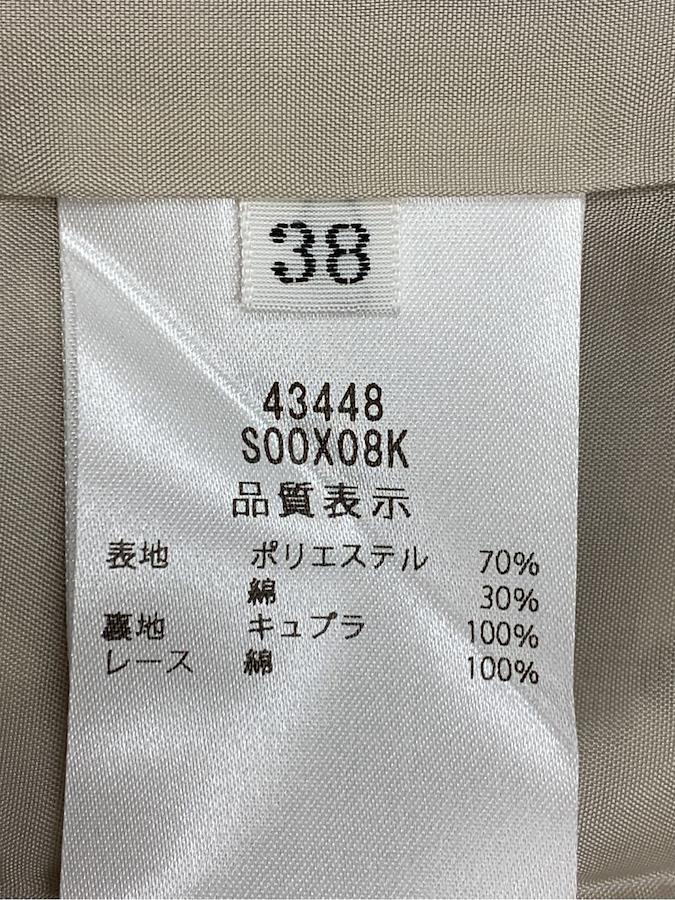 38
43448
S00X08K
品質表示
表地 ポリエステル 70%
綿 30%
裏地 キュプラ 100%
レース 綿 100%